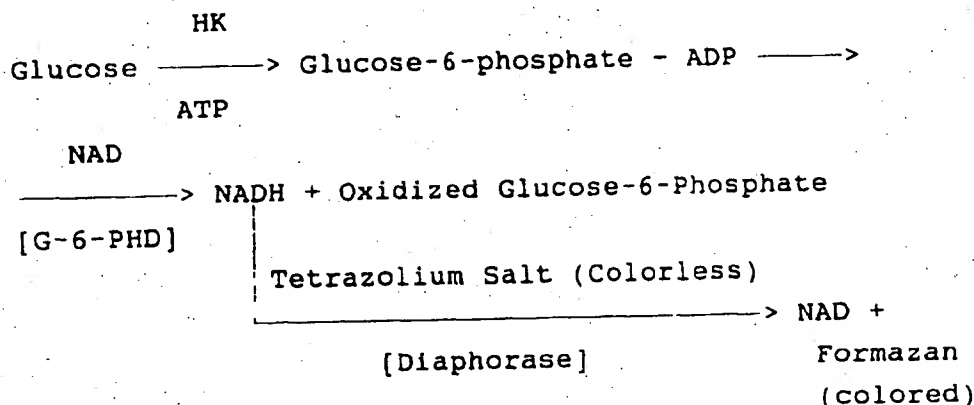 HK
Glucose ———> Glucose-6-phosphate - ADP ———>
ATP
NAD
———> NADH + Oxidized Glucose-6-Phosphate
[G-6-PHD]
Tetrazolium Salt (Colorless)
———> NAD +
[Diaphorase] Formazan
(colored)